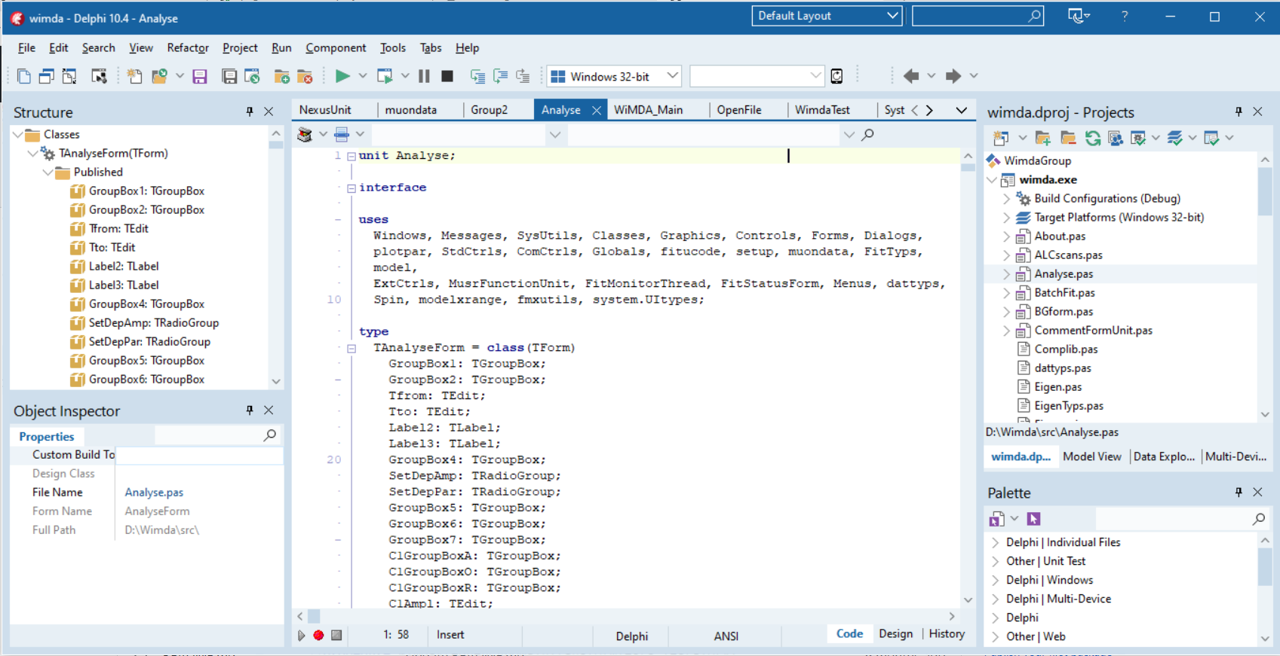 wimda - Delphi 10.4 - Analyse
Default Layout
?
File Edit Search View Refactor Project Run Component Tools Tabs Help
Windows 32-bit
Structure
Classes
TAnalyseForm(TForm)
Published
GroupBox1: TGroupBox
GroupBox2: TGroupBox
Tfrom: TEdit
Tto: TEdit
Label2: TLabel
Label3: TLabel
GroupBox4: TGroupBox
SetDepAmp: TRadioGroup
SetDepPar: TRadioGroup
GroupBox5: TGroupBox
GroupBox6: TGroupBox
Object Inspector
Properties
Custom Build To
Design Class
File Name Analyse.pas
Form Name AnalyseForm
Full Path D:\Wimda\src\
NexusUnit muondata Group2 Analyse WiMDA_Main OpenFile WimdaTest Syst
1 unit Analyse;
interface
uses
Windows, Messages, SysUtils, Classes, Graphics, Controls, Forms, Dialogs,
plotpar, StdCtrls, ComCtrls, Globals, fitucode, setup, muondata, FitTyps,
model,
ExtCtrls, MusrFunctionUnit, FitMonitorThread, FitStatusForm, Menus, dattyps,
10 Spin, modelxrange, fmxutils, system.UItypes;
type
TAnalyseForm = class(TForm)
GroupBox1: TGroupBox;
GroupBox2: TGroupBox;
Tfrom: TEdit;
Tto: TEdit;
Label2: TLabel;
Label3: TLabel;
20 GroupBox4: TGroupBox;
SetDepAmp: TRadioGroup;
SetDepPar: TRadioGroup;
GroupBox5: TGroupBox;
GroupBox6: TGroupBox;
GroupBox7: TGroupBox;
ClGroupBoxA: TGroupBox;
ClGroupBoxO: TGroupBox;
ClGroupBoxR: TGroupBox;
ClAmpl: TEdit;
1: 58 Insert Delphi ANSI Code Design History
wimda.dproj - Projects
WimdaGroup
wimda.exe
Build Configurations (Debug)
Target Platforms (Windows 32-bit)
About.pas
ALCscans.pas
Analyse.pas
BatchFit.pas
BGform.pas
CommentFormUnit.pas
Complib.pas
dattyps.pas
Eigen.pas
EigenTyps.pas
D:\Wimda\src\Analyse.pas
wimda.dp... Model View Data Explo... Multi-Devi...
Palette
Delphi | Individual Files
Other | Unit Test
Delphi | Windows
Delphi | Multi-Device
Delphi
Other | Web